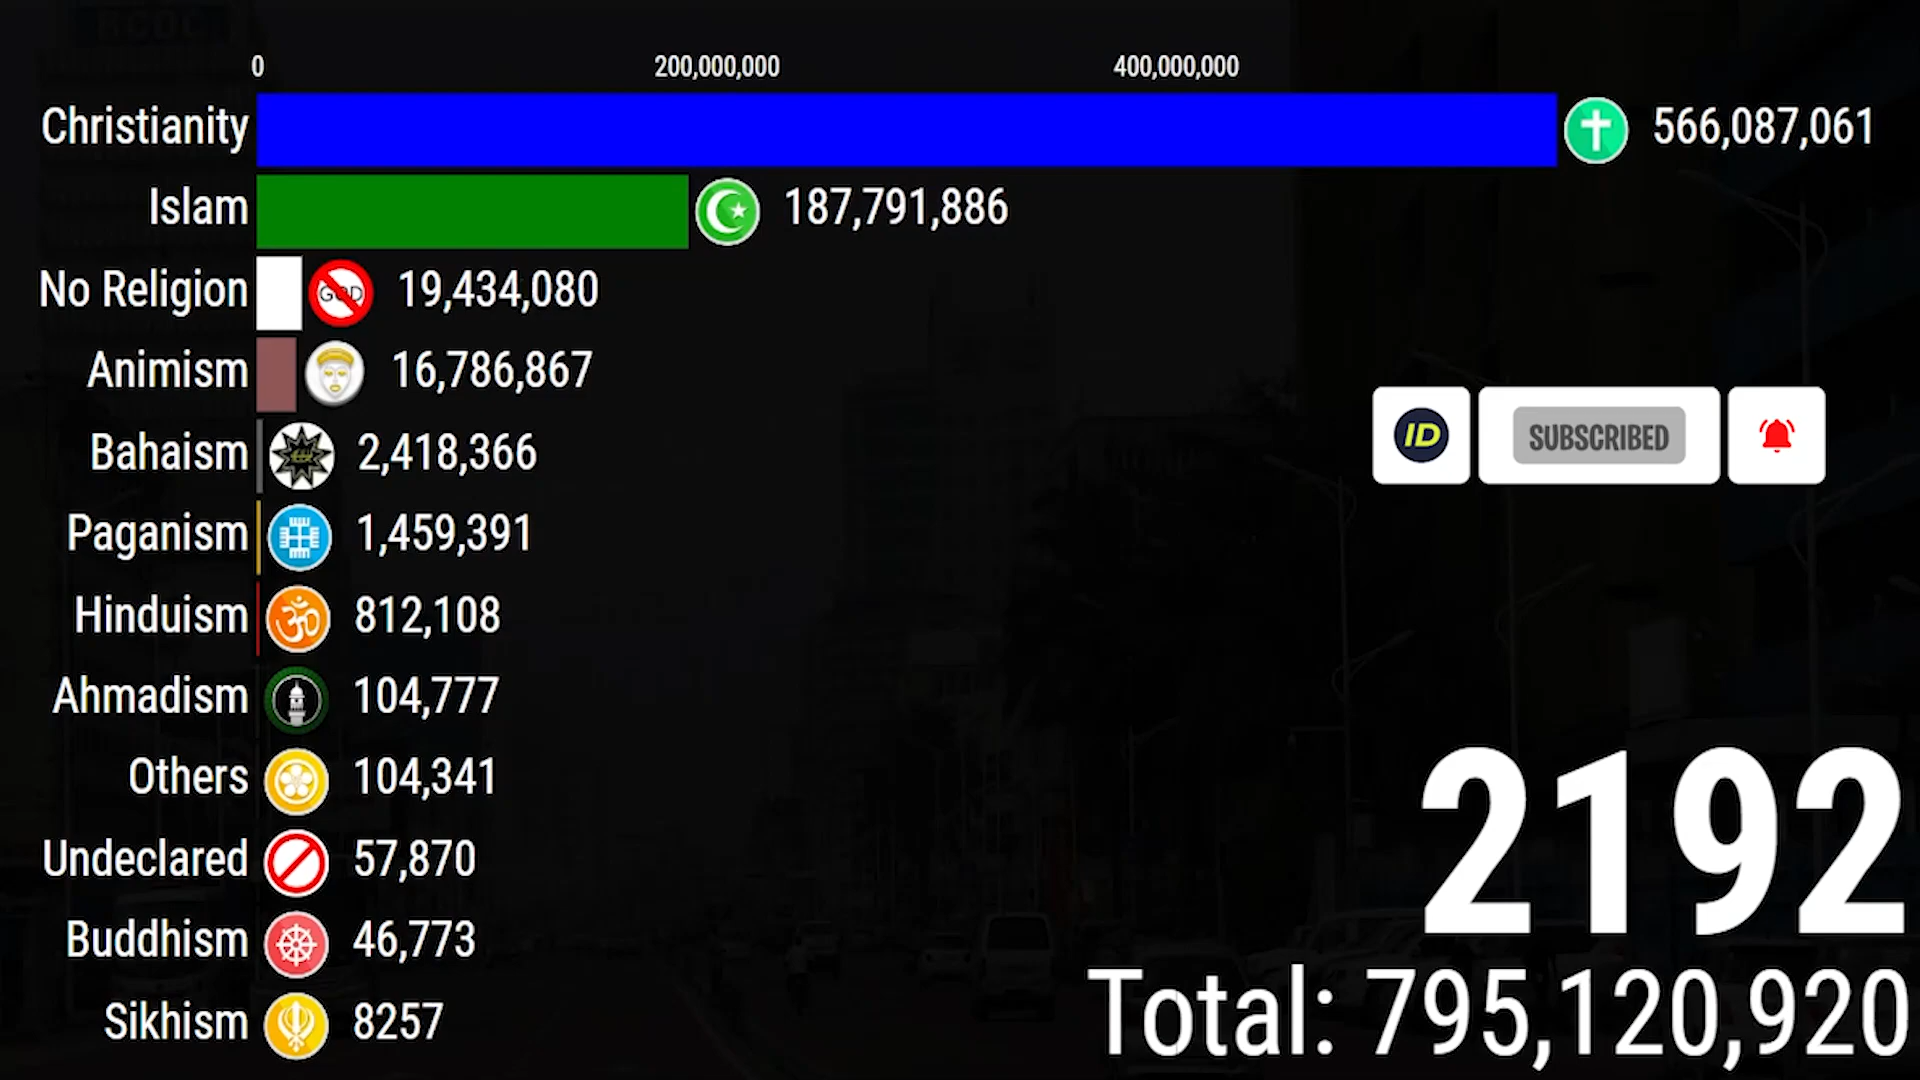 0 200,000,000 400,000,000
Christianity 566,087,061
Islam 187,791,886
No Religion GOD 19,434,080
Animism 16,786,867
Bahaism 2,418,366
ID SUBSCRIBED
Paganism 1,459,391
Hinduism 812,108
Ahmadism 104,777
Others 104,341
Undeclared 57,870
2192
Buddhism 46,773
Sikhism 8257
Total: 795,120,920